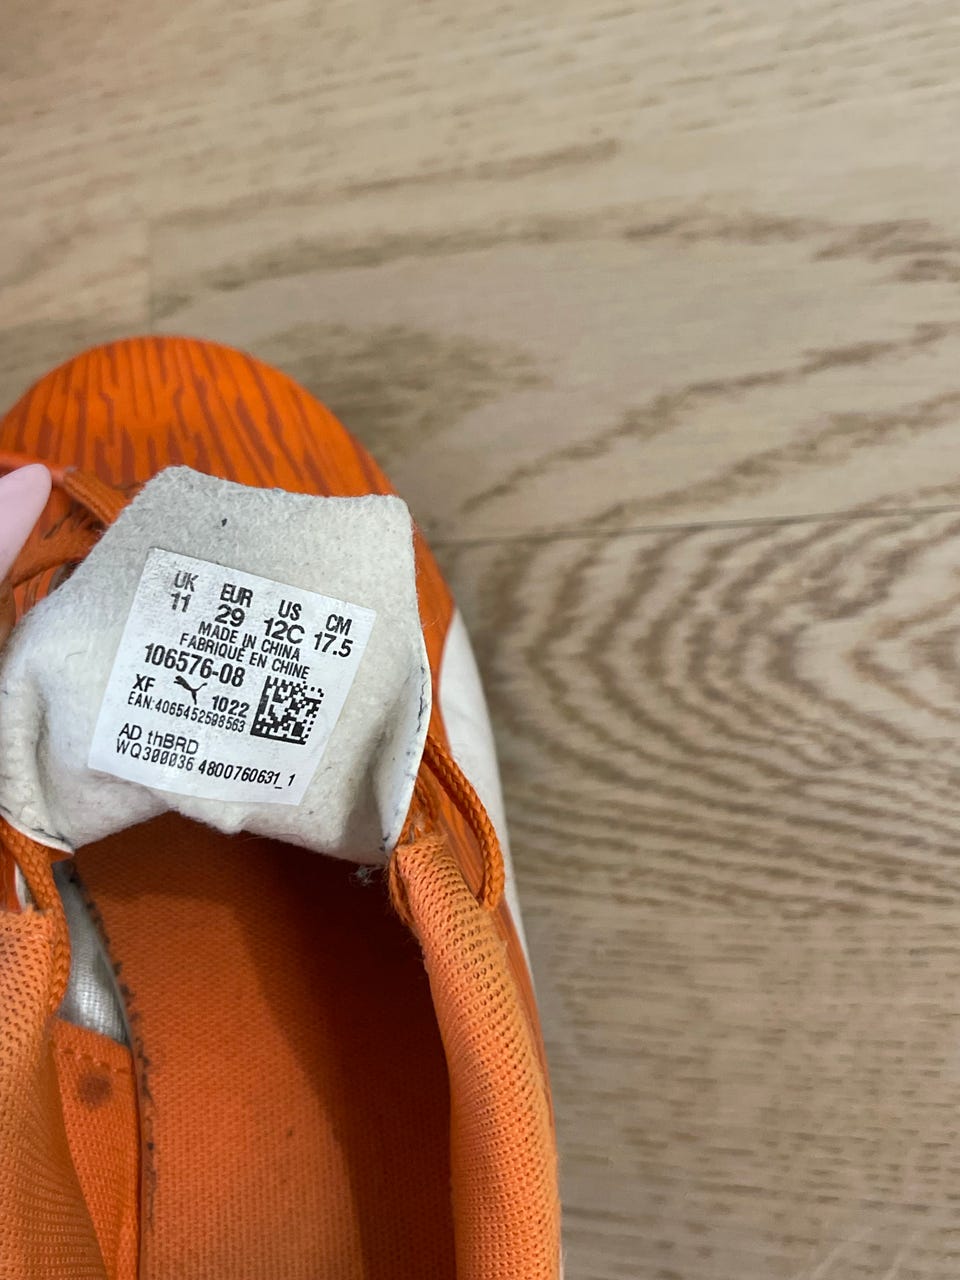 UK EUR US CM
11 29 12C 17.5
MADE IN CHINA
FABRIQUÉ EN CHINE
106576-08
XF 1022
EAN:4065452598563
AD thBRD
WQ300036 4800760631_1